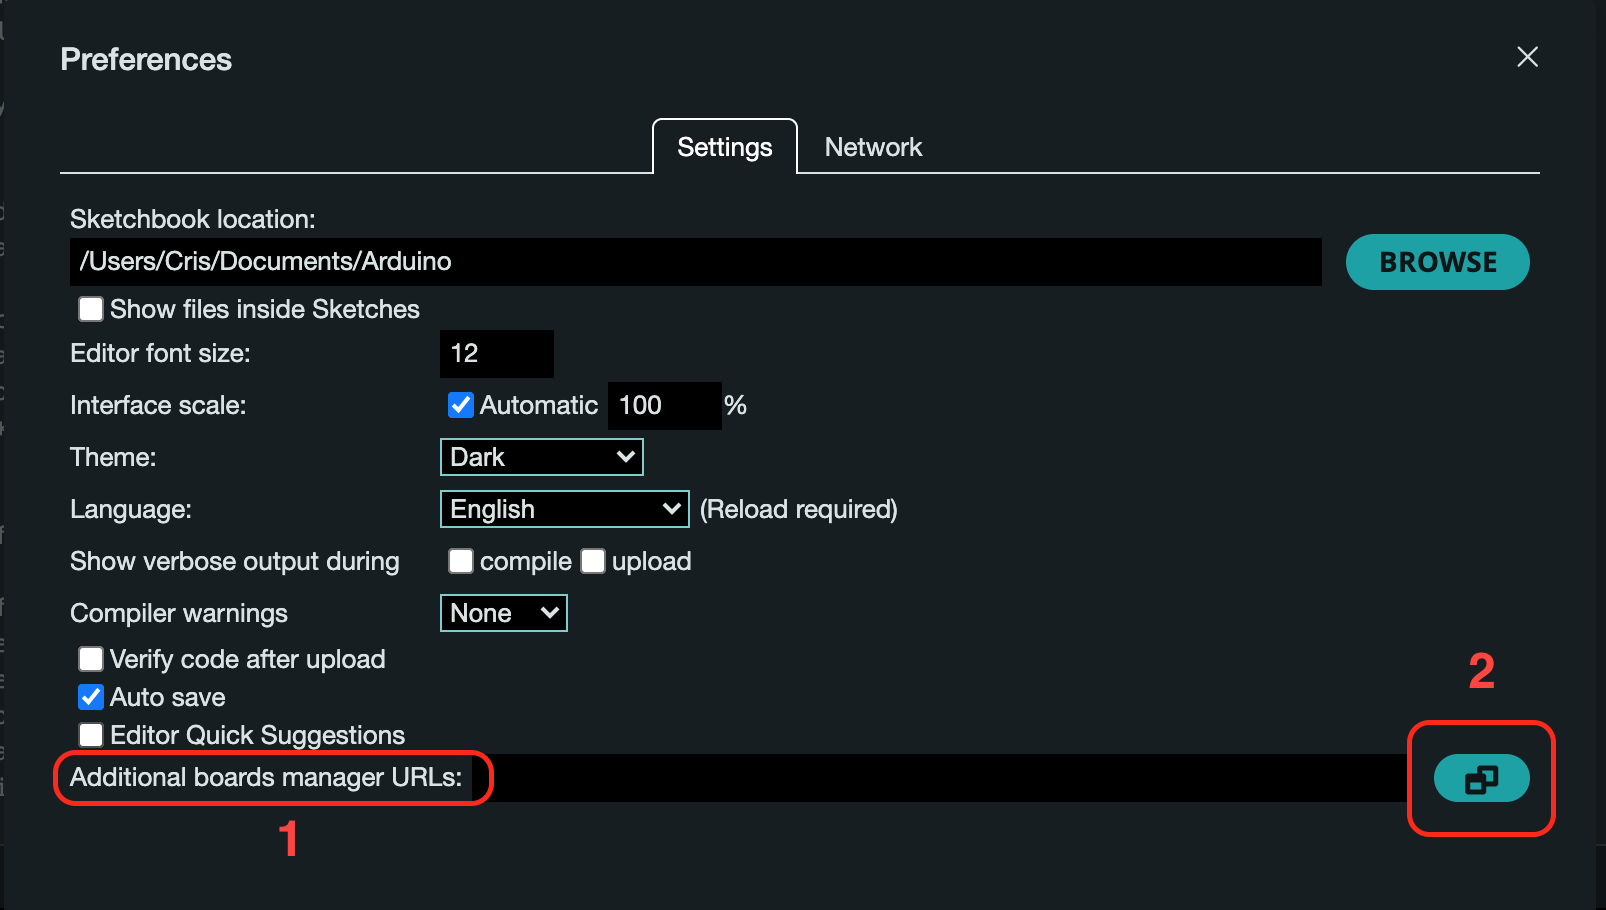 Preferences
Settings Network
Sketchbook location:
/Users/Cris/Documents/Arduino BROWSE
Show files inside Sketches
Editor font size: 12
Interface scale: Automatic 100 %
Theme: Dark
Language: English (Reload required)
Show verbose output during compile upload
Compiler warnings None
Verify code after upload
Auto save
2
Editor Quick Suggestions
Additional boards manager URLs:
1